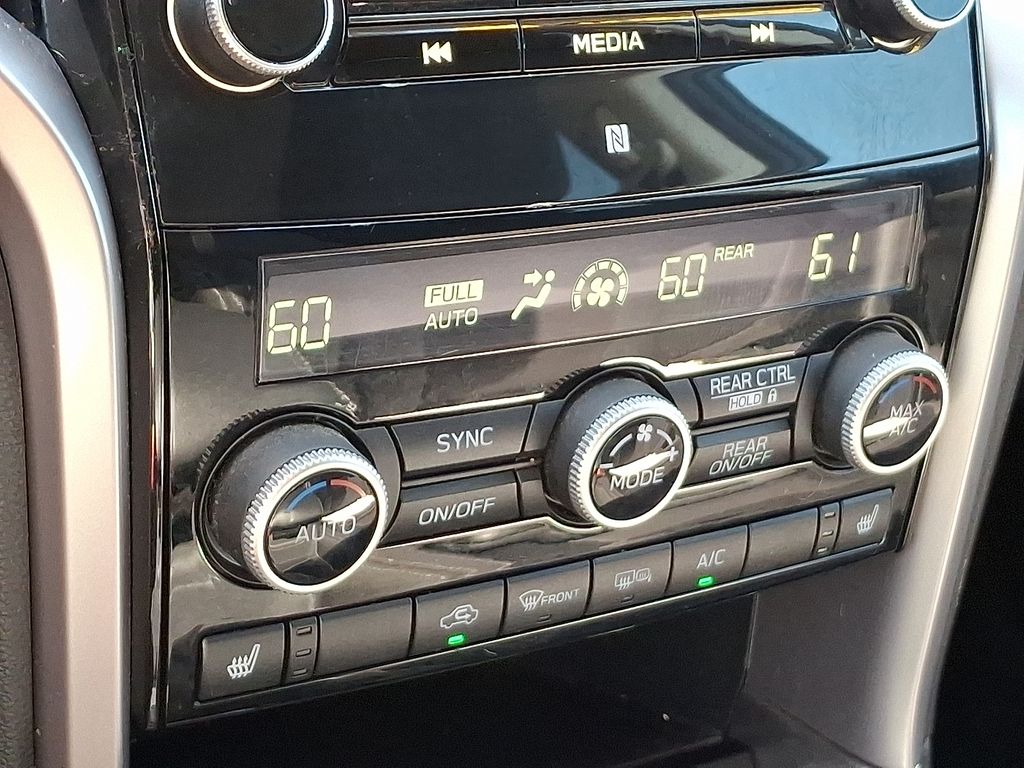 MEDIA
N
60
FULL
AUTO
60
REAR
61
AUTO
SYNC
ON/OFF
MODE
REAR CTRL
HOLD
REAR
ON/OFF
MAX
A/C
FRONT
A/C